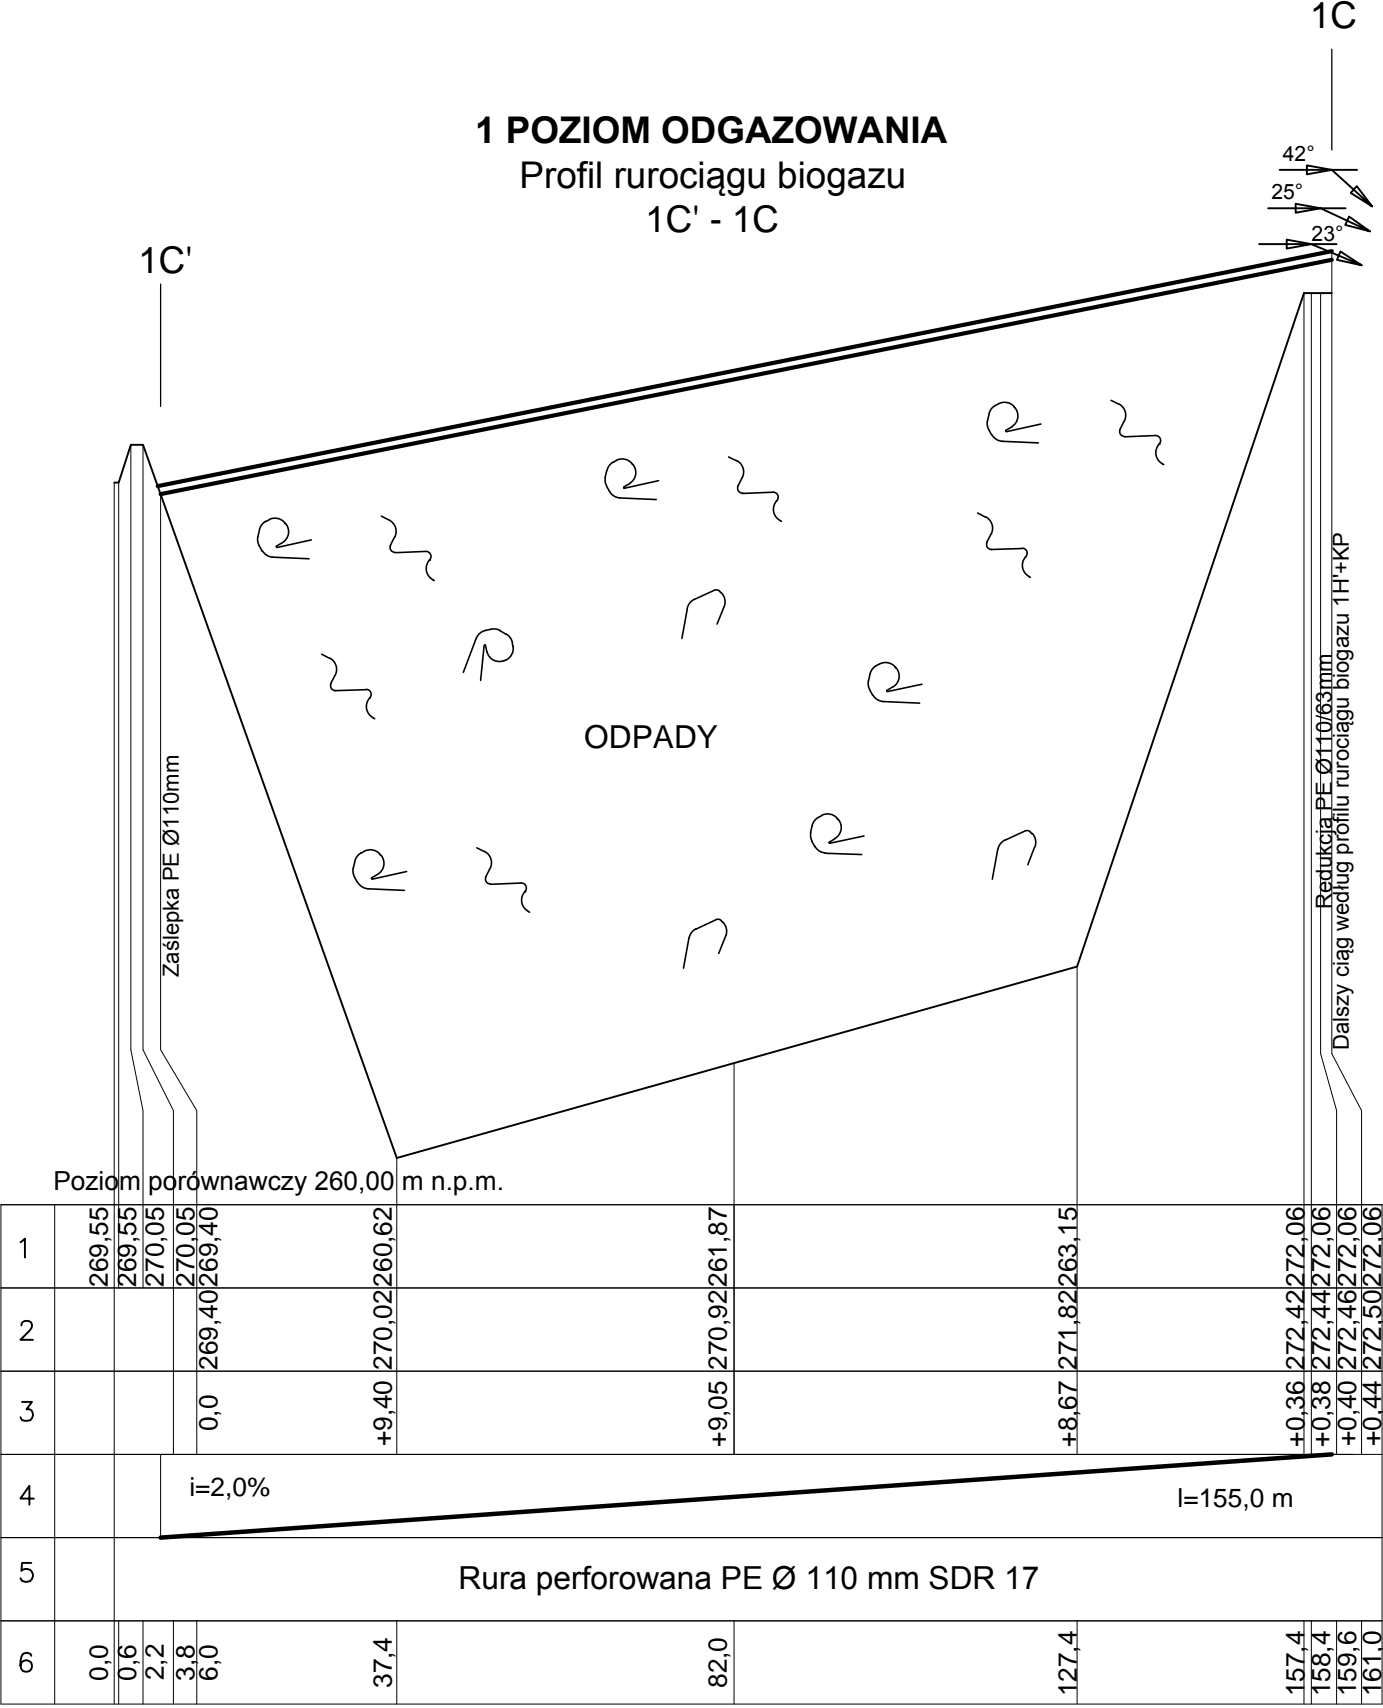 1C
1 POZIOM ODGAZOWANIA
Profil rurociągu biogazu
1C' - 1C
42°
25°
23°
1C'
ODPADY
Zaślepka PE Ø110mm
Redukcja PE Ø110/63mm
Dalszy ciąg według profilu rurociągu biogazu 1H'+KP
Poziom porównawczy 260,00 m n.p.m.
1 269,55 269,55 270,05 270,05 269,40 260,62 261,87 263,15 272,06 272,06 272,06 272,06
2 269,40 270,02 270,92 271,82 272,42 272,44 272,46 272,50
3 0,0 +9,40 +9,05 +8,67 +0,36 +0,38 +0,40 +0,44
4 i=2,0% l=155,0 m
5 Rura perforowana PE Ø 110 mm SDR 17
6 0,0 0,6 2,2 3,8 6,0 37,4 82,0 127,4 157,4 158,4 159,6 161,0